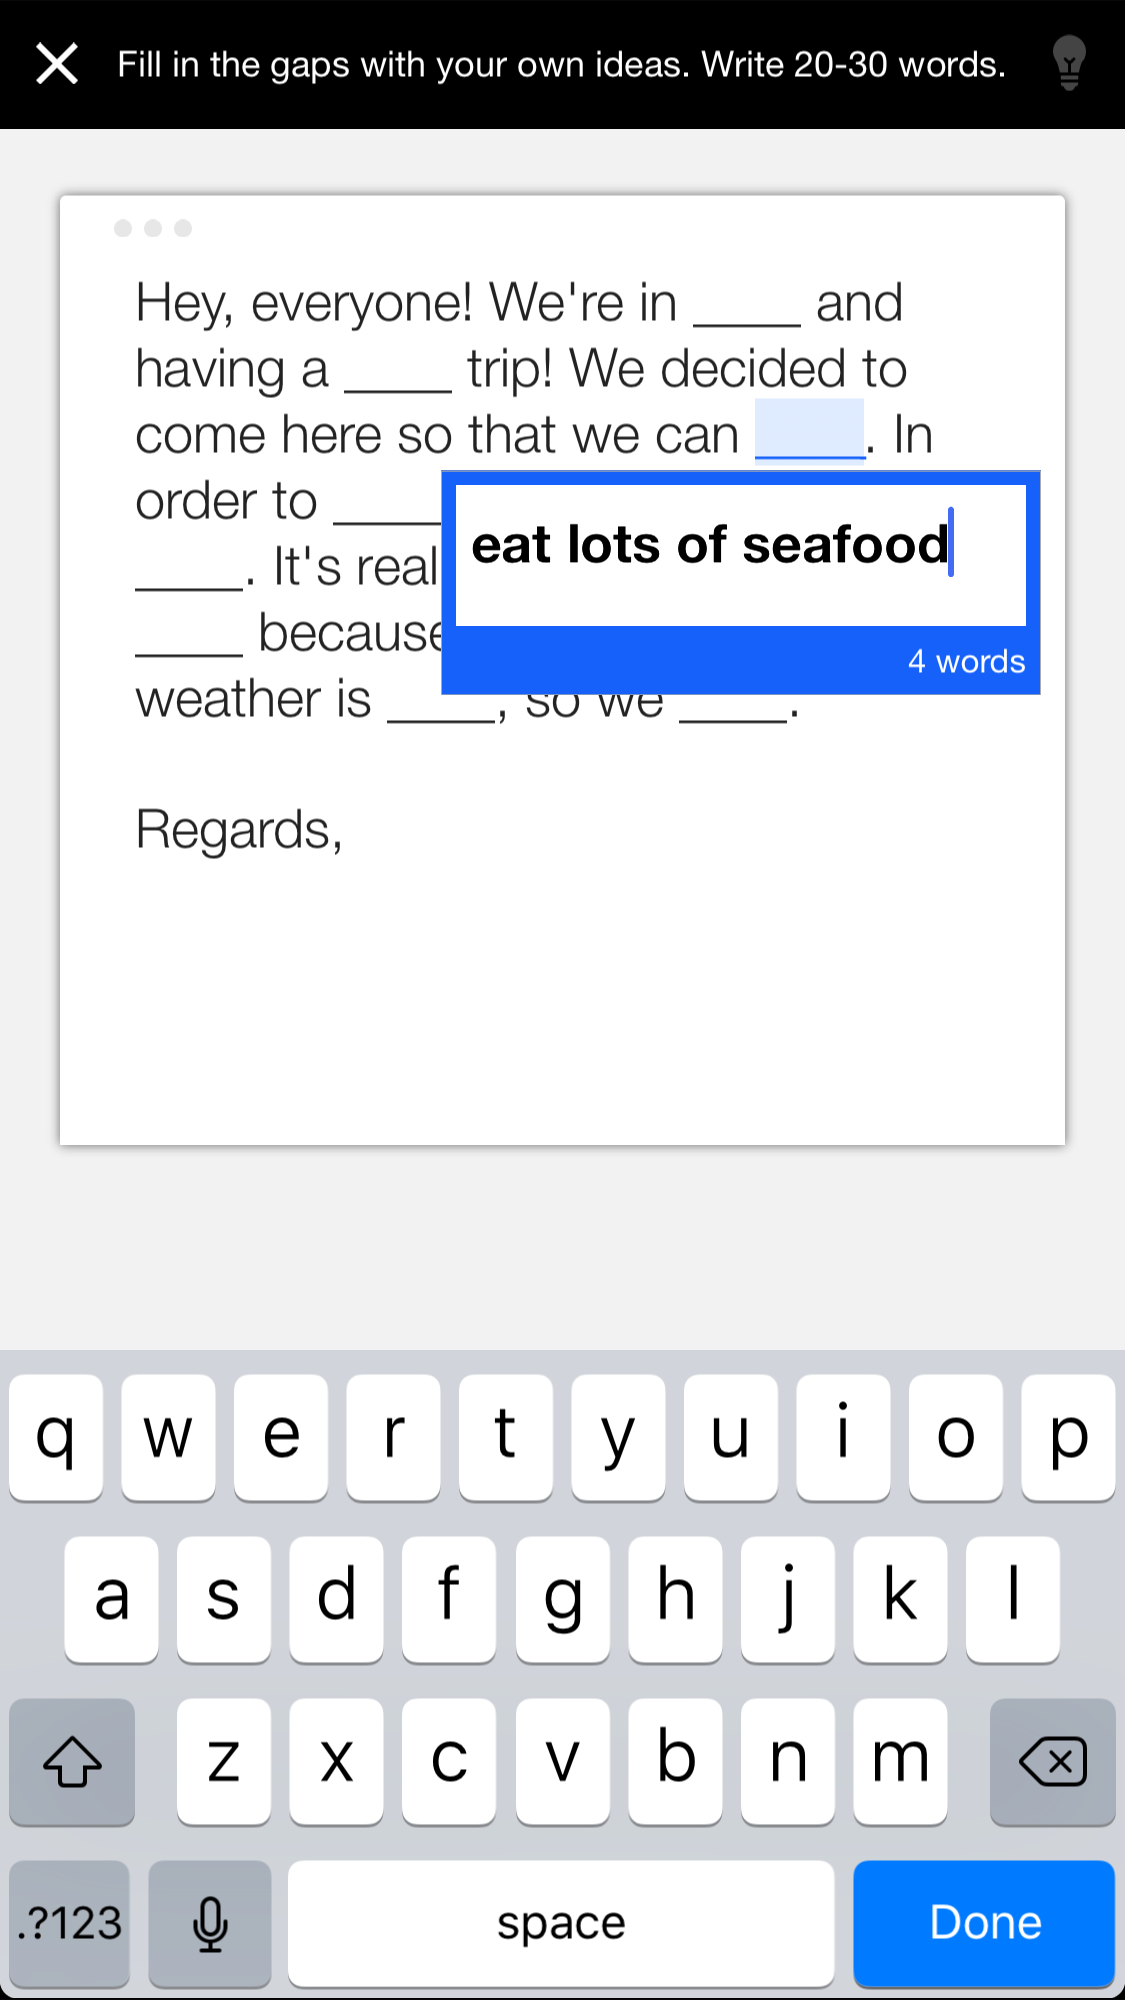 Fill in the gaps with your own ideas. Write 20-30 words.
Hey, everyone! We're in ____ and
having a ____ trip! We decided to
come here so that we can ____. In
order to ____
____. It's real
____ because
weather is ____, so we ____.
eat lots of seafood
4 words
Regards,
q w e r t y u i o p
a s d f g h j k l
z x c v b n m
.?123 space Done